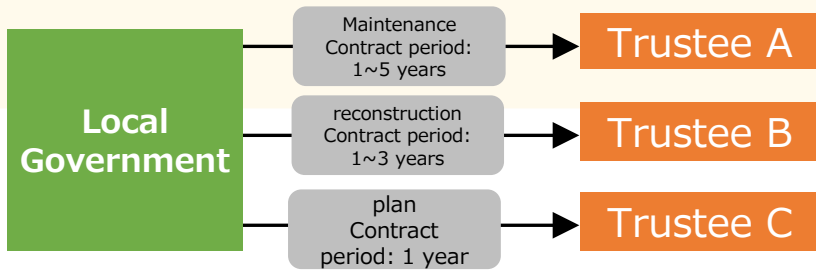 Local
Government
Maintenance
Contract period:
1~5 years
Trustee A
reconstruction
Contract period:
1~3 years
Trustee B
plan
Contract
period: 1 year
Trustee C